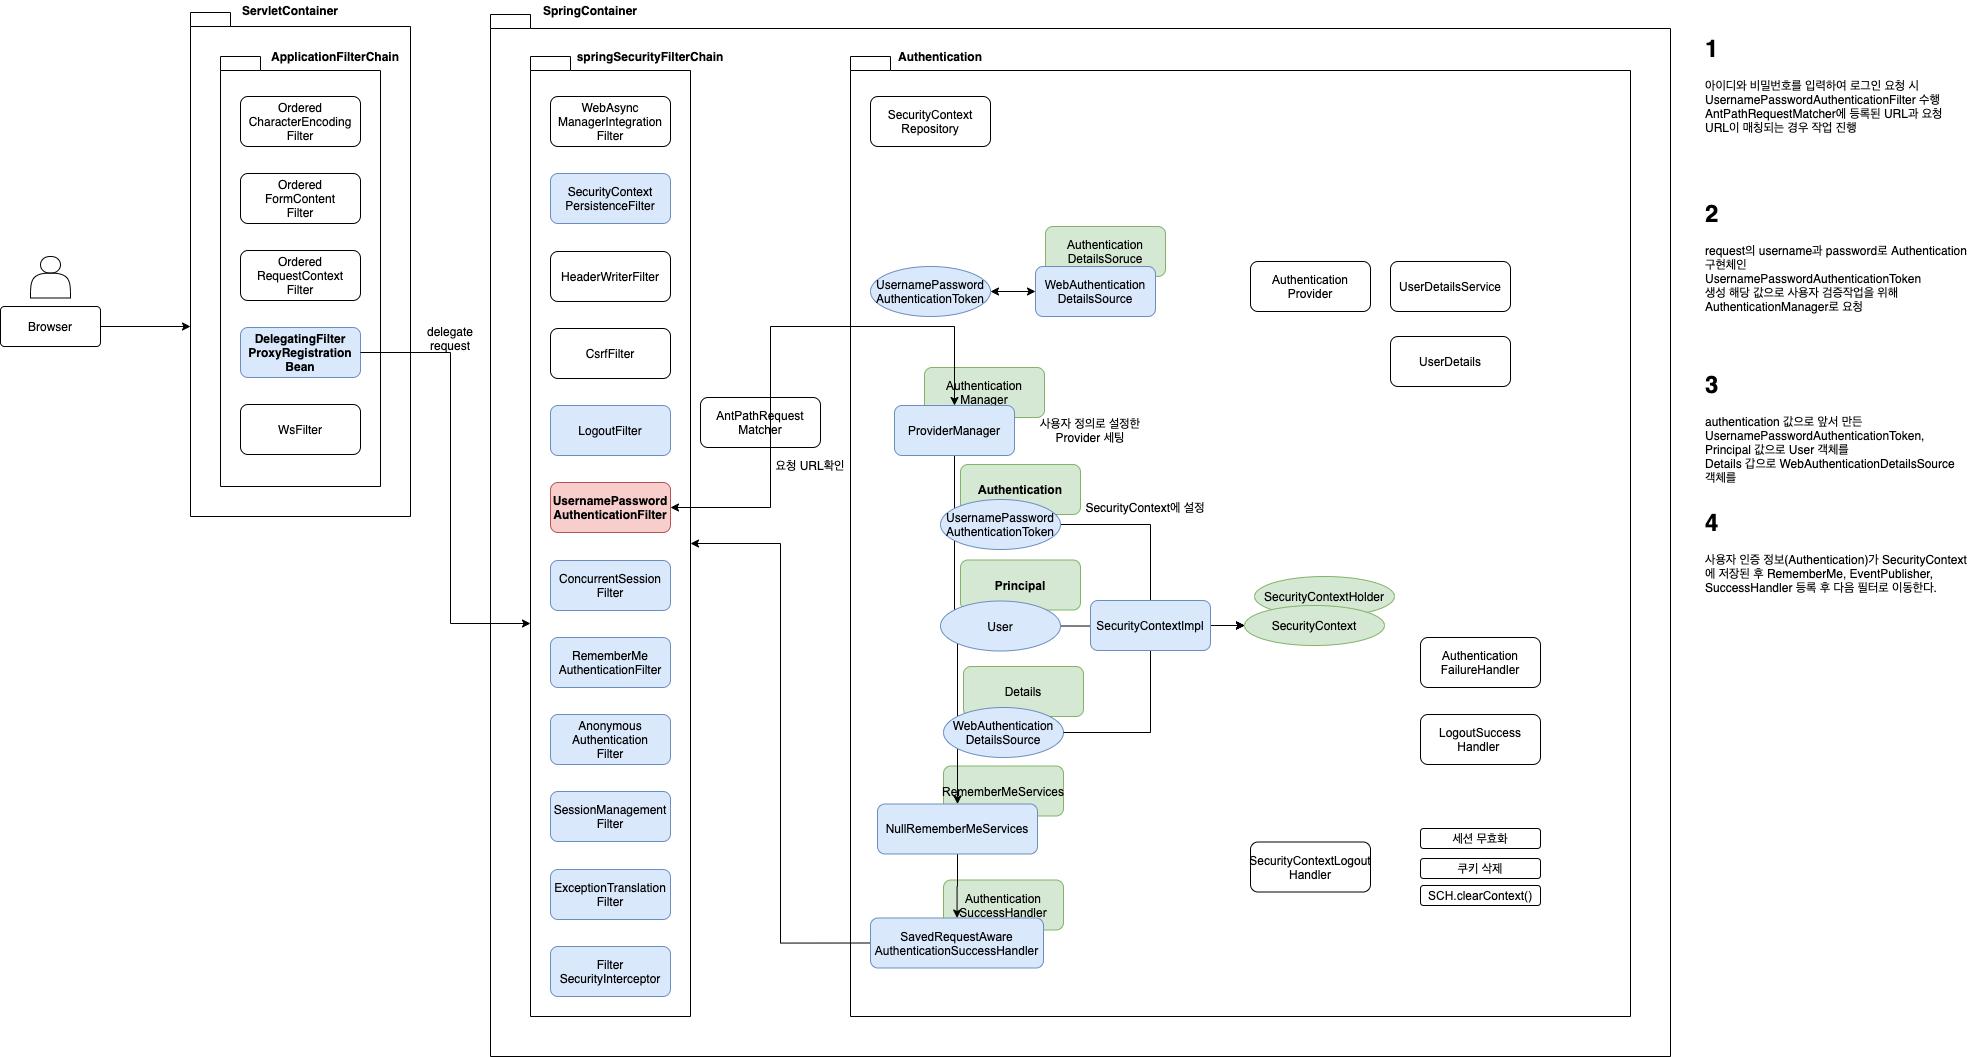 ServletContainer
ApplicationFilterChain
Ordered
CharacterEncoding
Filter
Ordered
FormContent
Filter
Ordered
RequestContext
Filter
DelegatingFilter
ProxyRegistration
Bean
WsFilter
Browser
delegate
request
SpringContainer
springSecurityFilterChain
WebAsync
ManagerIntegration
Filter
SecurityContext
PersistenceFilter
HeaderWriterFilter
CsrfFilter
LogoutFilter
UsernamePassword
AuthenticationFilter
ConcurrentSession
Filter
RememberMe
AuthenticationFilter
Anonymous
Authentication
Filter
SessionManagement
Filter
ExceptionTranslation
Filter
Filter
SecurityInterceptor
AntPathRequest
Matcher
요청 URL확인
Authentication
SecurityContext
Repository
Authentication
DetailsSoruce
UsernamePassword
AuthenticationToken
WebAuthentication
DetailsSource
Authentication
Provider
UserDetailsService
UserDetails
Authentication
Manager
ProviderManager
사용자 정의로 설정한
Provider 세팅
Authentication
UsernamePassword
AuthenticationToken
SecurityContext에 설정
Principal
User
SecurityContextImpl
SecurityContextHolder
SecurityContext
Details
WebAuthentication
DetailsSource
RememberMeServices
NullRememberMeServices
Authentication
SuccessHandler
SavedRequestAware
AuthenticationSuccessHandler
Authentication
FailureHandler
LogoutSuccess
Handler
SecurityContextLogout
Handler
세션 무효화
쿠키 삭제
SCH.clearContext()
1
아이디와 비밀번호를 입력하여 로그인 요청 시
UsernamePasswordAuthenticationFilter 수행
AntPathRequestMatcher에 등록된 URL과 요청
URL이 매칭되는 경우 작업 진행
2
request의 username과 password로 Authentication
구현체인
UsernamePasswordAuthenticationToken
생성 해당 값으로 사용자 검증작업을 위해
AuthenticationManager로 요청
3
authentication 값으로 앞서 만든
UsernamePasswordAuthenticationToken,
Principal 값으로 User 객체를
Details 갑으로 WebAuthenticationDetailsSource
객체를
4
사용자 인증 정보(Authentication)가 SecurityContext
에 저장된 후 RememberMe, EventPublisher,
SuccessHandler 등록 후 다음 필터로 이동한다.